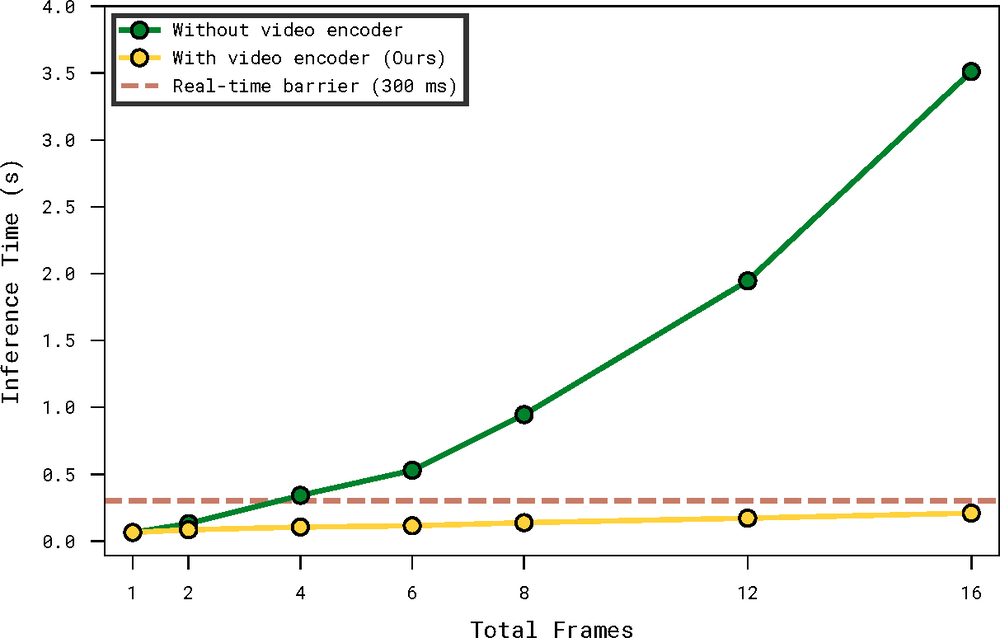 Without video encoder
With video encoder (Ours)
Real-time barrier (300 ms)
Inference Time (s)
4.0
3.5
3.0
2.5
2.0
1.5
1.0
0.5
0.0
1 2 4 6 8 12 16
Total Frames